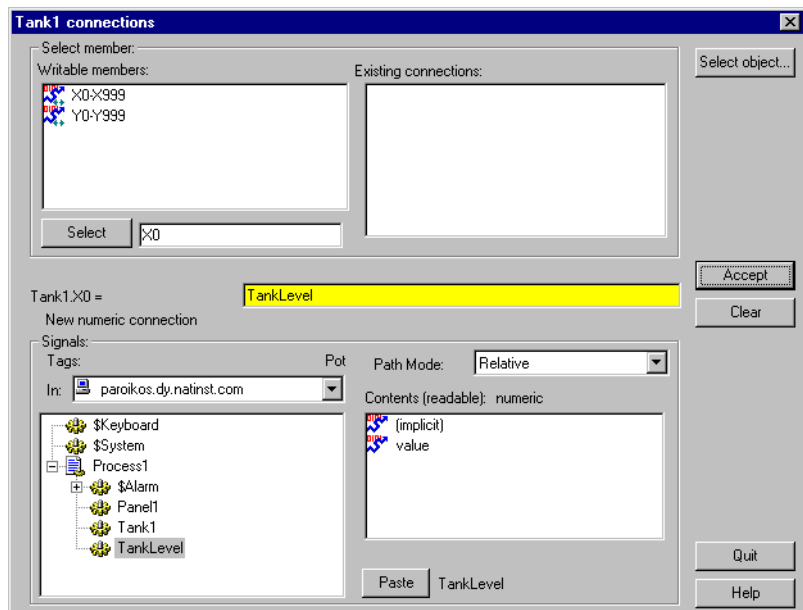 Tank1 connections
Select member:
Writable members:
Existing connections:
Select object...
X0-X999
Y0-Y999
Select
X0
Accept
Tank1.X0 =
TankLevel
New numeric connection
Clear
Signals:
Tags:
Pot
Path Mode:
Relative
In:
paroikos.dy.natinst.com
Contents (readable):
numeric
$Keyboard
(implicit)
$System
value
Process1
$Alarm
Panel1
Tank1
TankLevel
Quit
Paste
TankLevel
Help